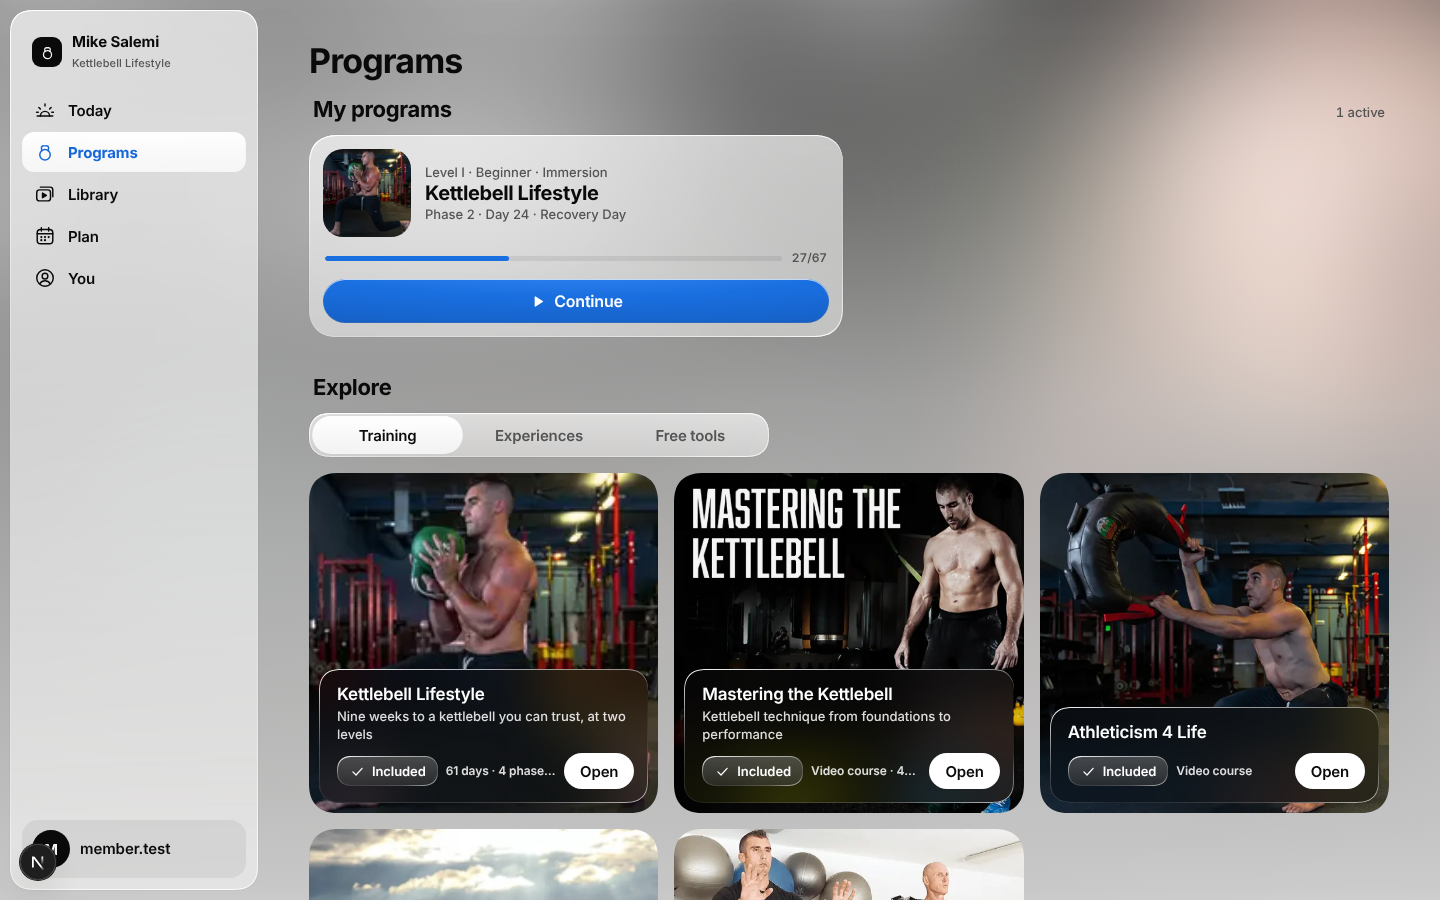 Mike Salemi
Kettlebell Lifestyle
Today
Programs
Library
Plan
You
member.test
N
Programs
My programs
1 active
Level I · Beginner · Immersion
Kettlebell Lifestyle
Phase 2 · Day 24 · Recovery Day
27/67
Continue
Explore
Training
Experiences
Free tools
Kettlebell Lifestyle
Nine weeks to a kettlebell you can trust, at two
levels
Included
61 days · 4 phase...
Open
MASTERING THE
KETTLEBELL
Mastering the Kettlebell
Kettlebell technique from foundations to
performance
Included
Video course · 4...
Open
Athleticism 4 Life
Included
Video course
Open